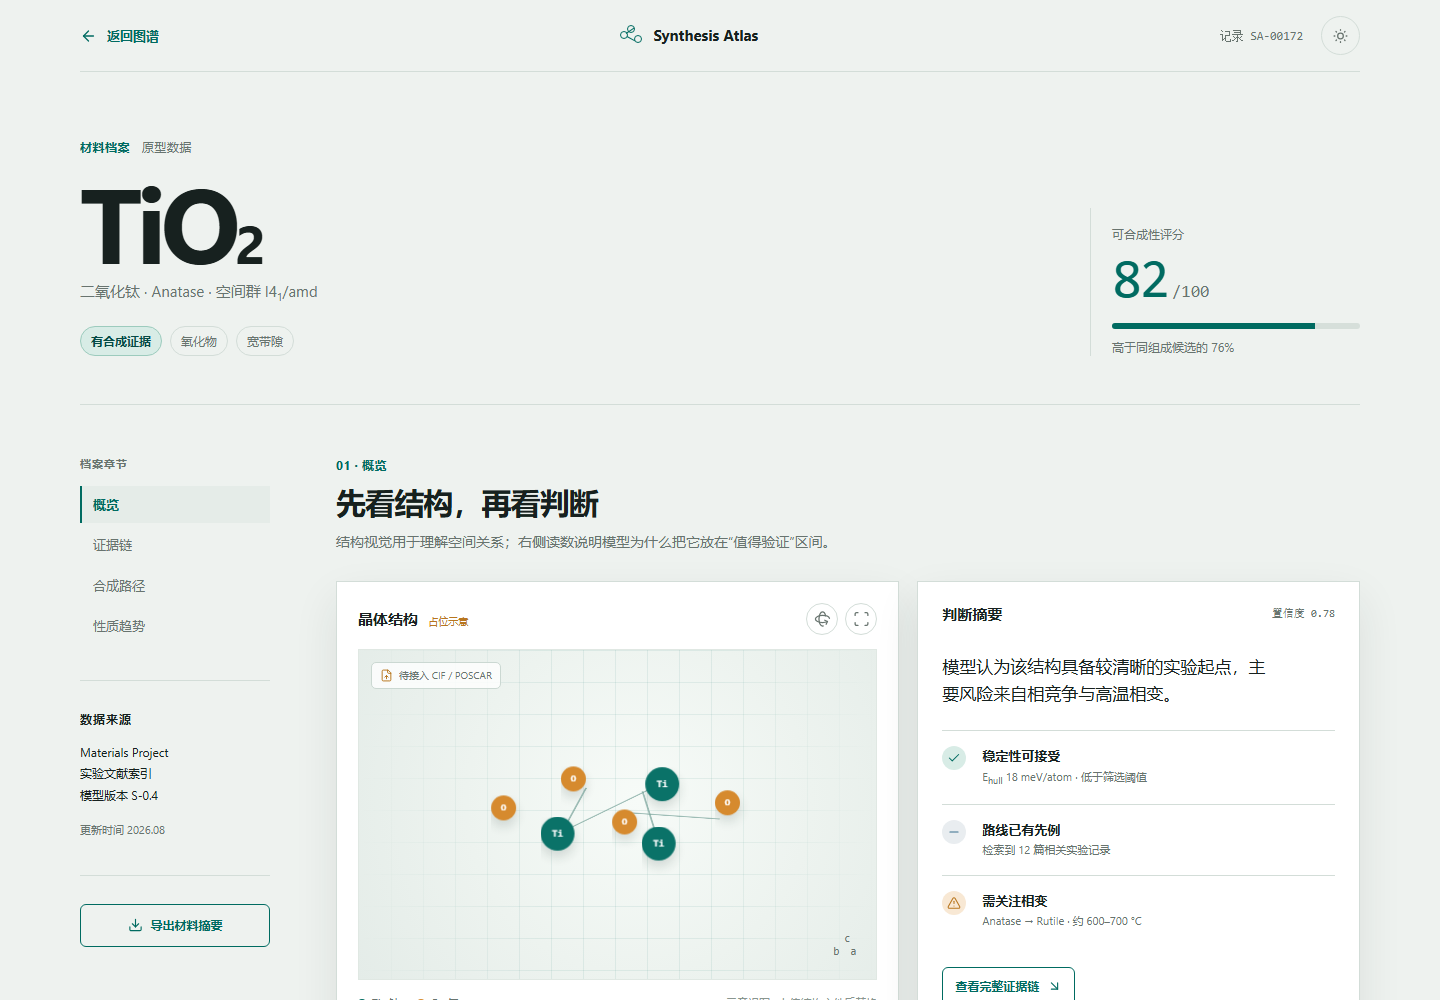 返回图谱
Synthesis Atlas
记录 SA-00172
材料档案 原型数据
TiO₂
二氧化钛 · Anatase · 空间群 I4₁/amd
有合成证据 氧化物 宽带隙
可合成性评分
82 /100
高于同组成候选的 76%
档案章节
概览
证据链
合成路径
性质趋势
数据来源
Materials Project
实验文献索引
模型版本 S-0.4
更新时间 2026.08
导出材料摘要
01 · 概览
先看结构，再看判断
结构视觉用于理解空间关系；右侧读数说明模型为什么把它放在“值得验证”区间。
晶体结构 占位示意
待接入 CIF / POSCAR
O
Ti
O
O
O
Ti
Ti
c
b a
判断摘要
置信度 0.78
模型认为该结构具备较清晰的实验起点，主
要风险来自相竞争与高温相变。
稳定性可接受
E_hull 18 meV/atom · 低于筛选阈值
路线已有先例
检索到 12 篇相关实验记录
需关注相变
Anatase → Rutile · 约 600–700 °C
查看完整证据链